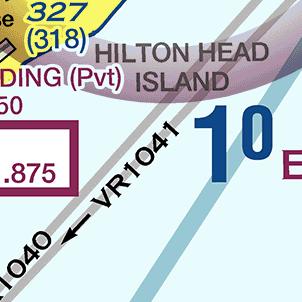 327
(318)
HILTON HEAD
ISLAND
DING (Pvt)
50
.875
10
E
VR1041
1040